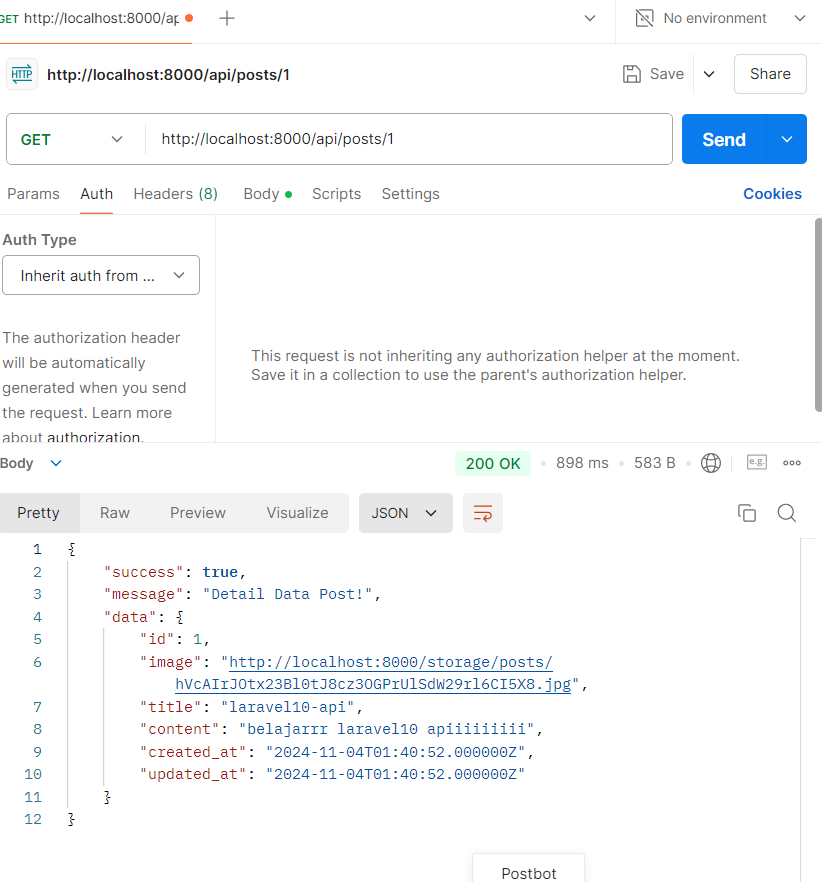 GET http://localhost:8000/ap
No environment
HTTP http://localhost:8000/api/posts/1
Save
Share
GET
http://localhost:8000/api/posts/1
Send
Params Auth Headers (8) Body Scripts Settings
Cookies
Auth Type
Inherit auth from ...
The authorization header
will be automatically
generated when you send
the request. Learn more
about authorization.
This request is not inheriting any authorization helper at the moment.
Save it in a collection to use the parent's authorization helper.
Body
200 OK
898 ms
583 B
e.g.
Pretty Raw Preview Visualize JSON
1 {
2 "success": true,
3 "message": "Detail Data Post!",
4 "data": {
5 "id": 1,
6 "image": "http://localhost:8000/storage/posts/
hVcAIrJOtx23Bl0tJ8cz3OGPrUlSdW29rl6CI5X8.jpg",
7 "title": "laravel10-api",
8 "content": "belajarrr laravel10 apiiiiiiiii",
9 "created_at": "2024-11-04T01:40:52.000000Z",
10 "updated_at": "2024-11-04T01:40:52.000000Z"
11 }
12 }
Postbot